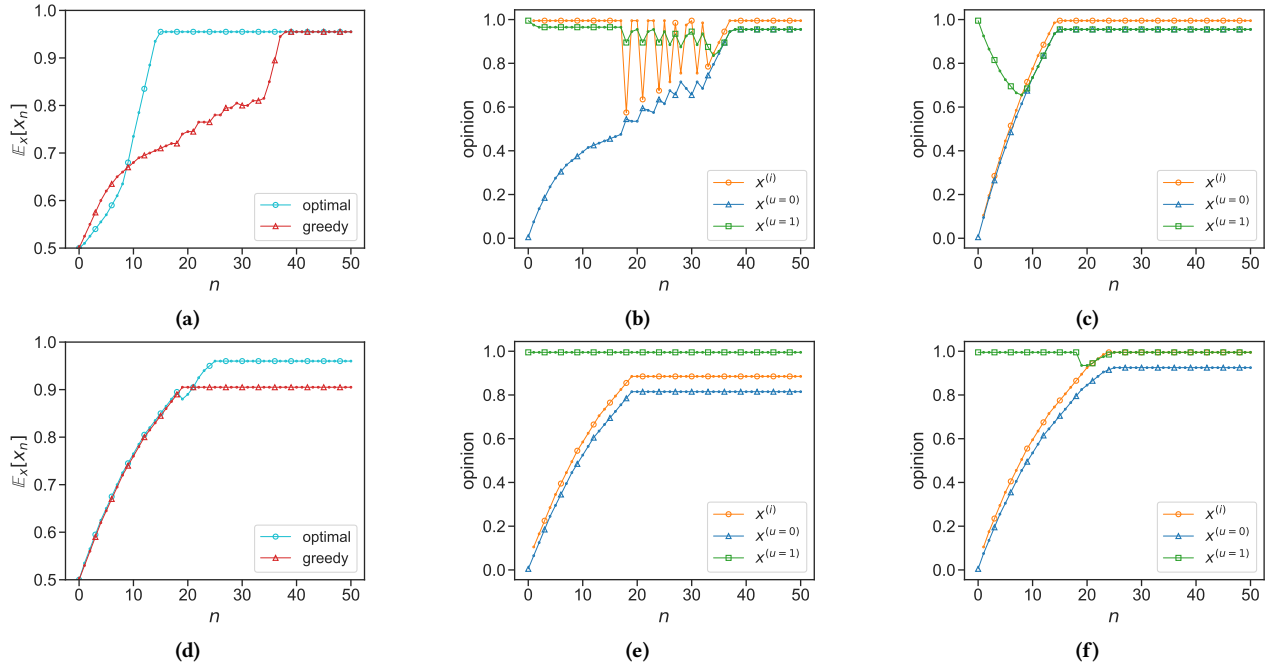 1.0
0.9
0.8
0.7
0.6
0.5
𝔼ₓ[xₙ]
optimal
greedy
0 10 20 30 40 50
n
(a)
1.0
0.8
0.6
0.4
0.2
0.0
opinion
x^(i)
x^(u=0)
x^(u=1)
0 10 20 30 40 50
n
(b)
1.0
0.8
0.6
0.4
0.2
0.0
opinion
x^(i)
x^(u=0)
x^(u=1)
0 10 20 30 40 50
n
(c)
1.0
0.9
0.8
0.7
0.6
0.5
𝔼ₓ[xₙ]
optimal
greedy
0 10 20 30 40 50
n
(d)
1.0
0.8
0.6
0.4
0.2
0.0
opinion
x^(i)
x^(u=0)
x^(u=1)
0 10 20 30 40 50
n
(e)
1.0
0.8
0.6
0.4
0.2
0.0
opinion
x^(i)
x^(u=0)
x^(u=1)
0 10 20 30 40 50
n
(f)